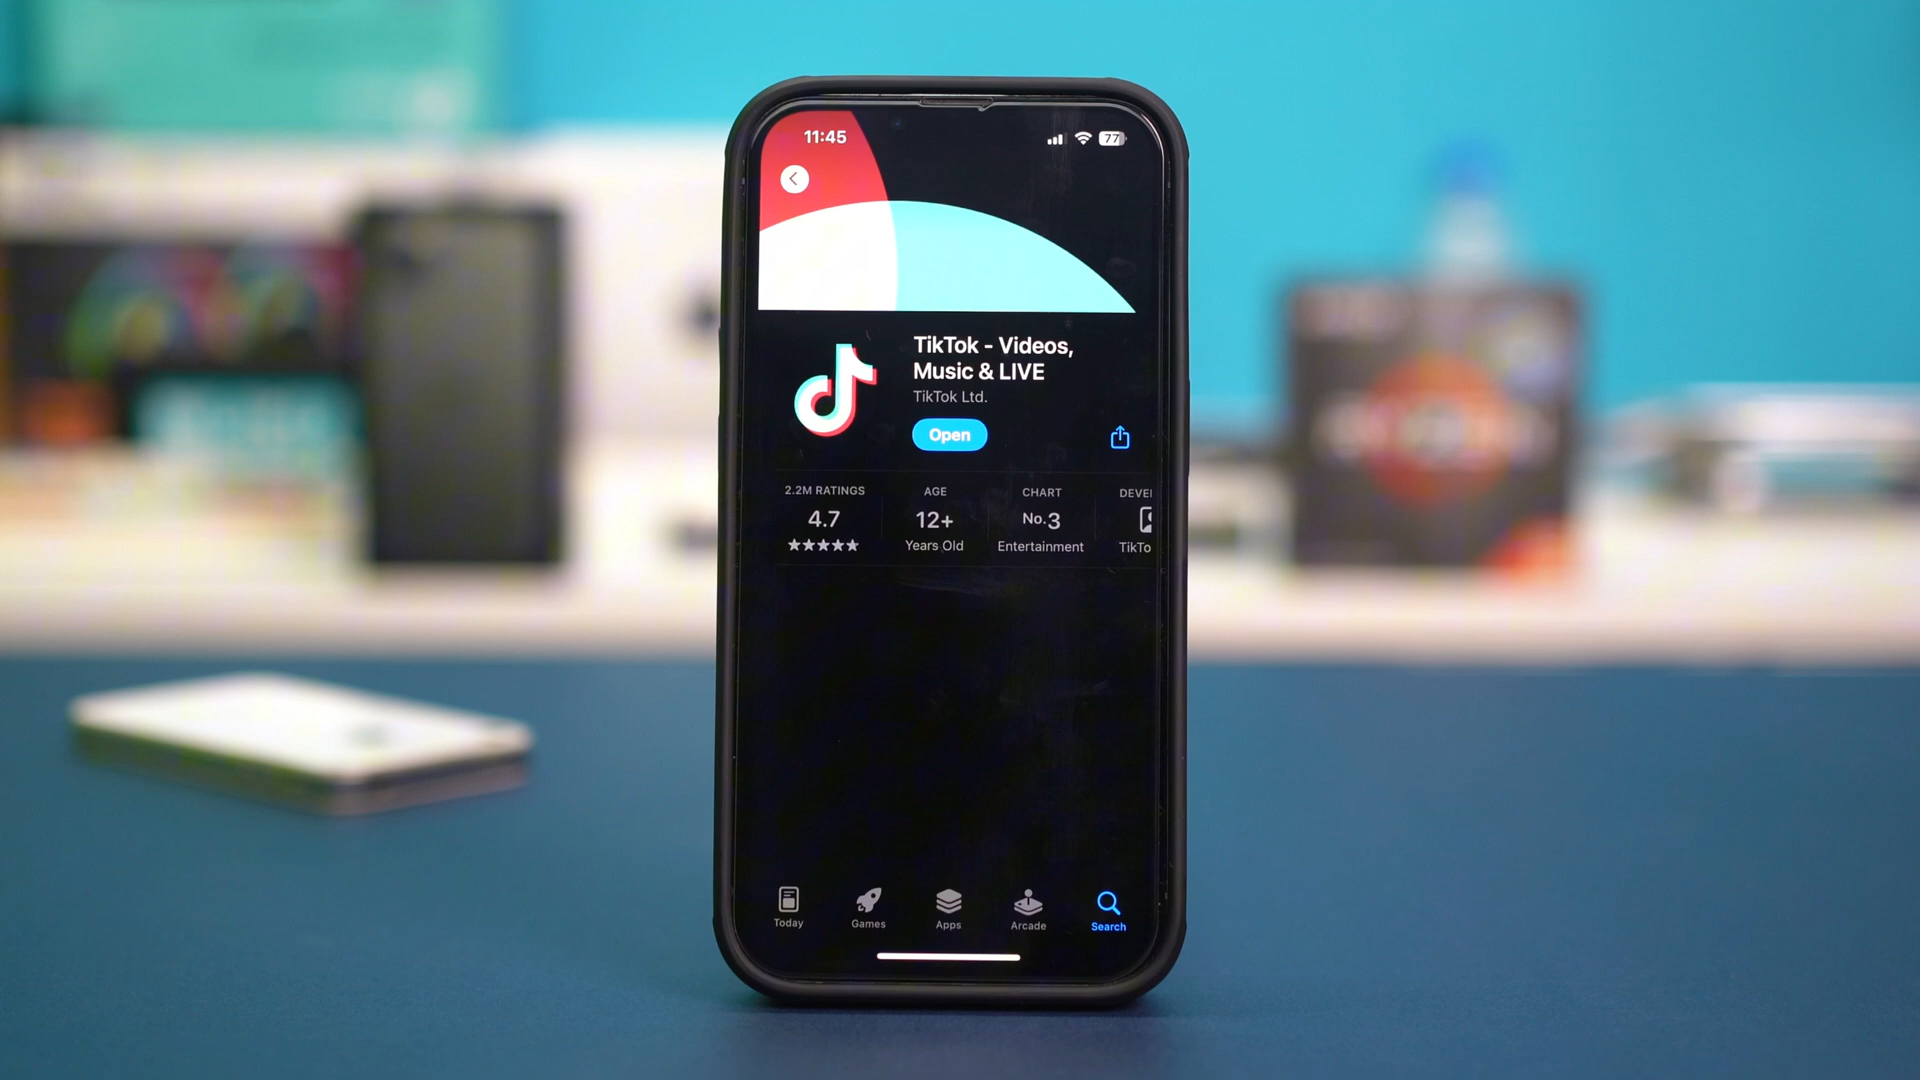 11:45
77
TikTok - Videos,
Music & LIVE
TikTok Ltd.
Open
2.2M RATINGS
AGE
CHART
DEVE
4.7
12+
No.3
Years Old
Entertainment
TikTo
Today
Games
Apps
Arcade
Search